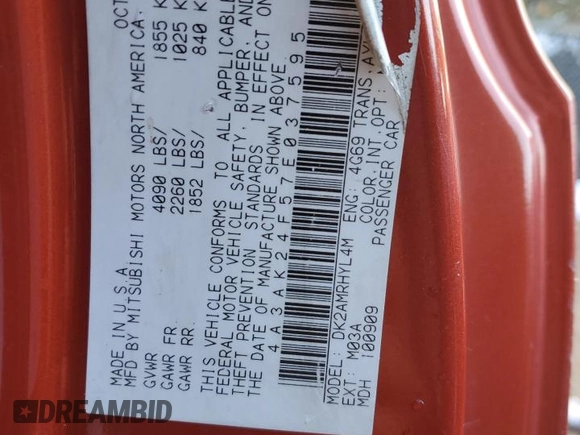 MADE IN U.S.A. OCT
MFD BY MITSUBISHI MOTORS NORTH AMERICA.
GVWR 4090 LBS/ 1855 K
GAWR FR. 2260 LBS/ 1025 K
GAWR RR. 1852 LBS/ 840 K
THIS VEHICLE CONFORMS TO ALL APPLICABLE
FEDERAL MOTOR VEHICLE SAFETY, BUMPER, AND
THEFT PREVENTION STANDARDS IN EFFECT ON
THE DATE OF MANUFACTURE SHOWN ABOVE
4A3AK24F57E037595
MODEL: DK2AMRHYL4M ENG: 4G69 TRANS:
EXT: M03A COLOR, INT OPT:
MDH 100909 PASSENGER CAR
DREAMBID